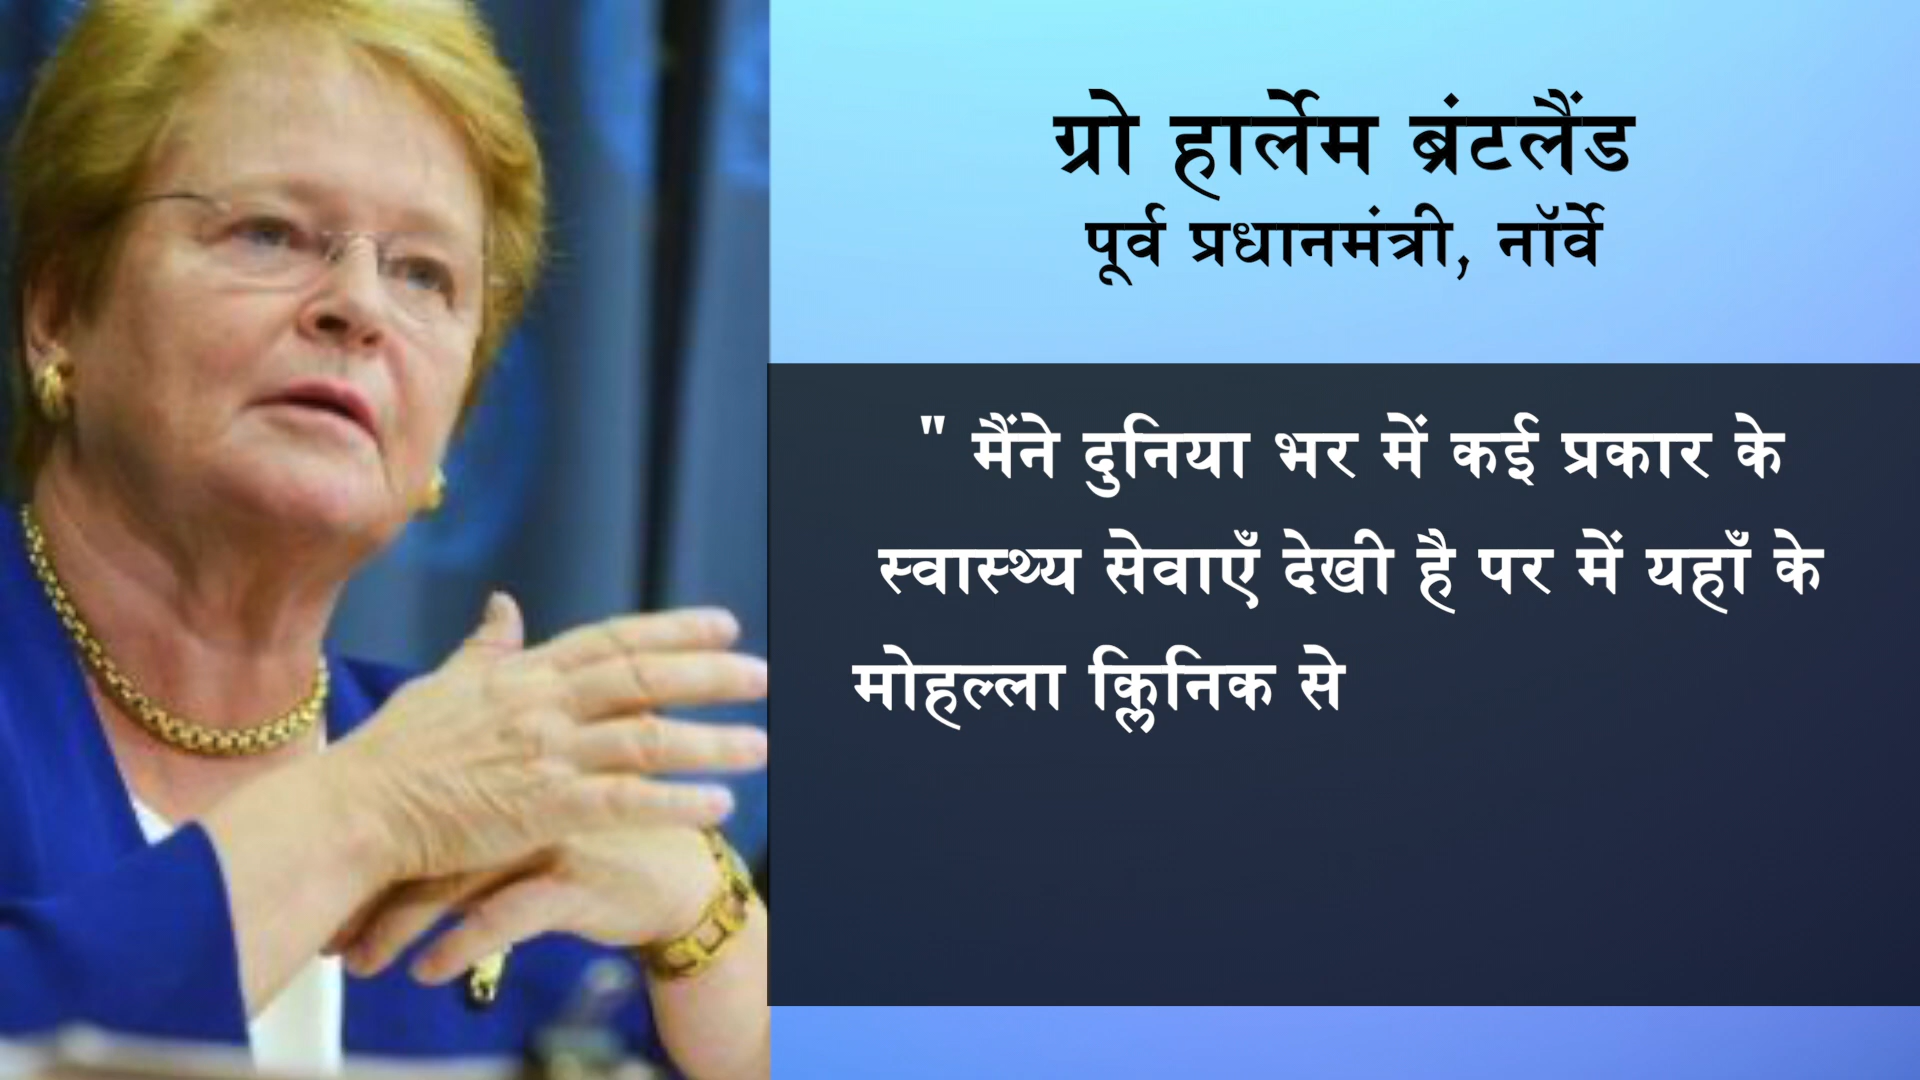 ग्रो हार्लेम ब्रंटलैंड
पूर्व प्रधानमंत्री, नॉर्वे
" मैंने दुनिया भर में कई प्रकार के
स्वास्थ्य सेवाएँ देखी है पर में यहाँ के
मोहल्ला क्लिनिक से